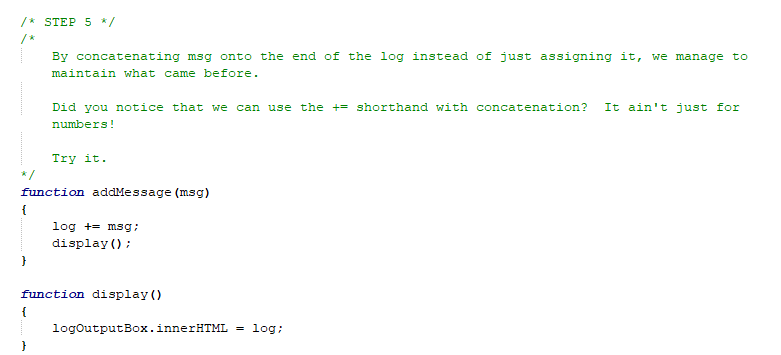 /* STEP 5 */
/*
By concatenating msg onto the end of the log instead of just assigning it, we manage to
maintain what came before.
Did you notice that we can use the += shorthand with concatenation?  It ain't just for
numbers!
Try it.
*/
function addMessage(msg)
{
log += msg;
display();
}
function display()
{
logOutputBox.innerHTML = log;
}